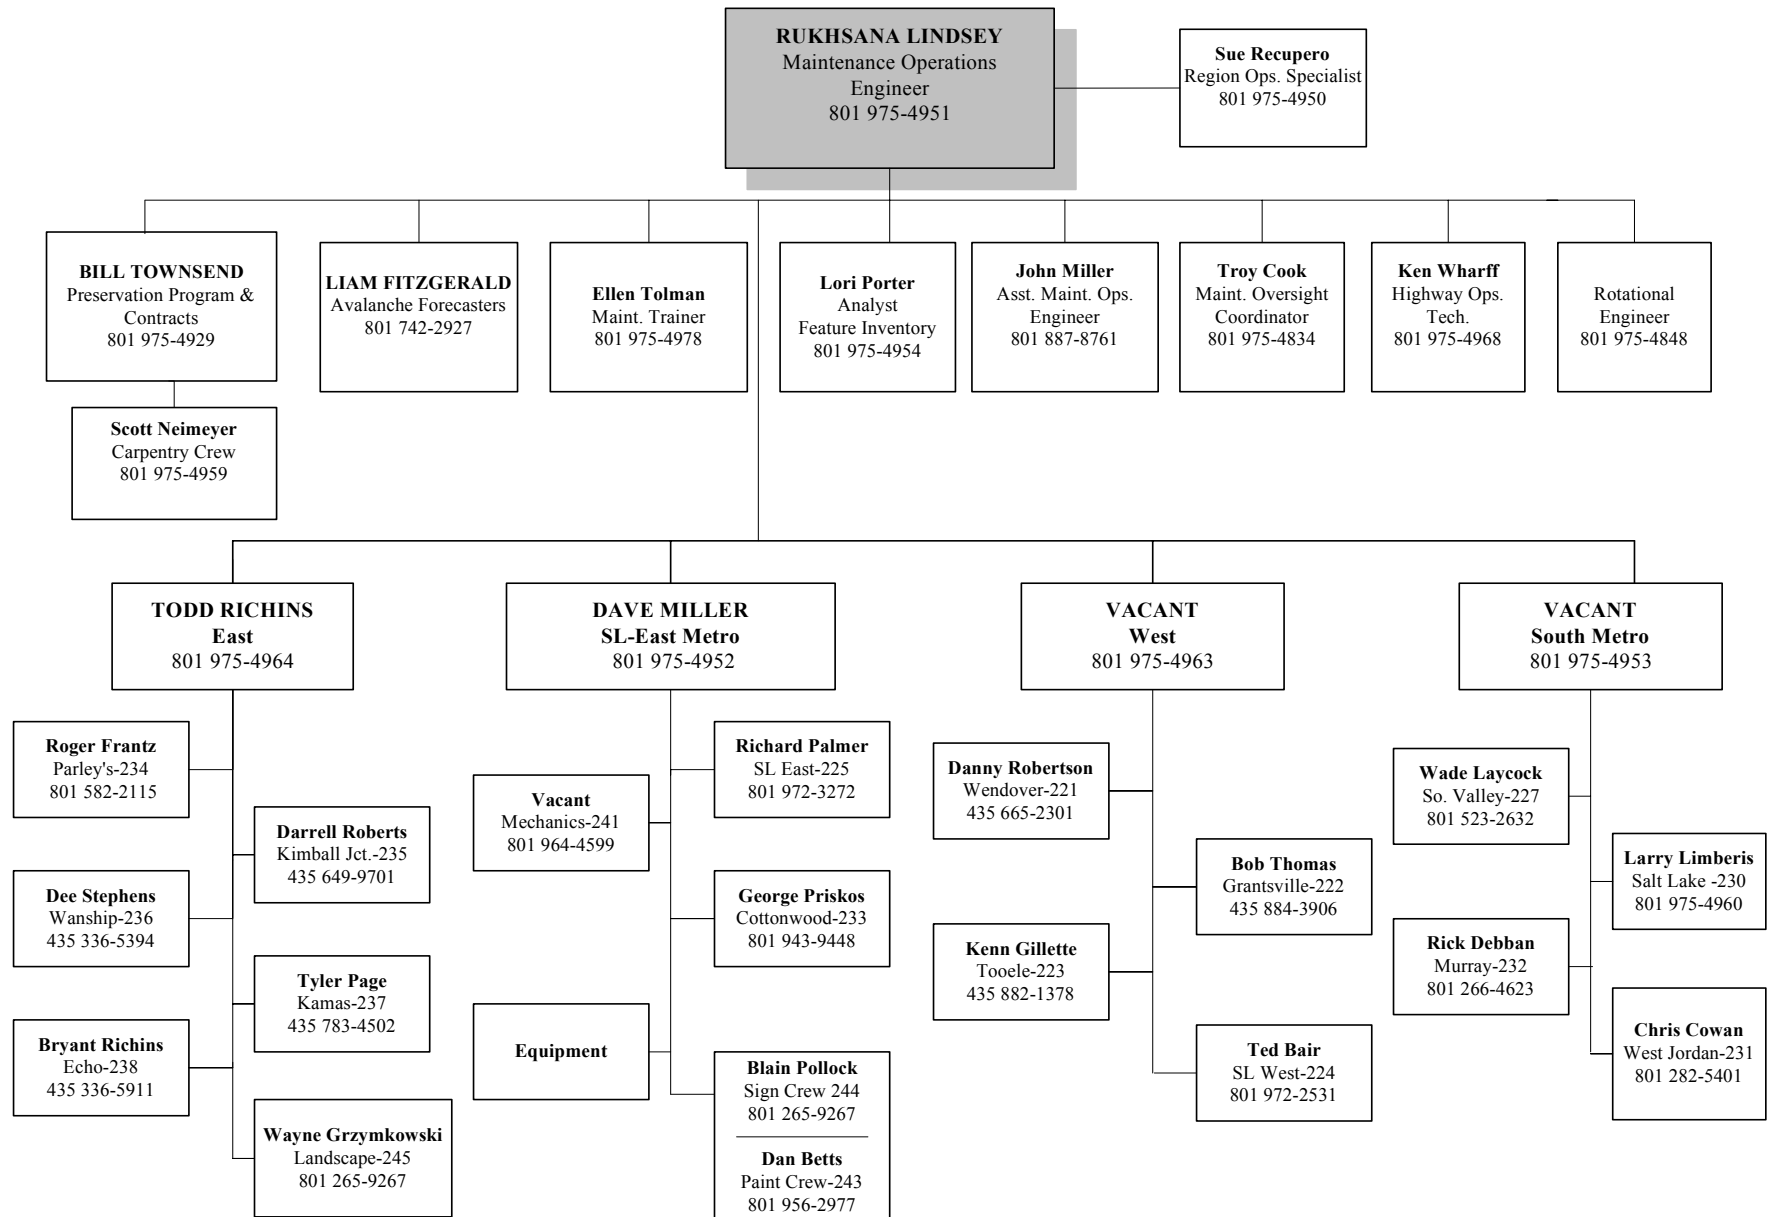 RUKHSANA LINDSEY
Maintenance Operations
Engineer
801 975-4951
Sue Recupero
Region Ops. Specialist
801 975-4950
BILL TOWNSEND
Preservation Program &
Contracts
801 975-4929
LIAM FITZGERALD
Avalanche Forecasters
801 742-2927
Ellen Tolman
Maint. Trainer
801 975-4978
Lori Porter
Analyst
Feature Inventory
801 975-4954
John Miller
Asst. Maint. Ops.
Engineer
801 887-8761
Troy Cook
Maint. Oversight
Coordinator
801 975-4834
Ken Wharff
Highway Ops.
Tech.
801 975-4968
Rotational
Engineer
801 975-4848
Scott Neimeyer
Carpentry Crew
801 975-4959
TODD RICHINS
East
801 975-4964
DAVE MILLER
SL-East Metro
801 975-4952
VACANT
West
801 975-4963
VACANT
South Metro
801 975-4953
Roger Frantz
Parley's-234
801 582-2115
Darrell Roberts
Kimball Jct.-235
435 649-9701
Dee Stephens
Wanship-236
435 336-5394
Tyler Page
Kamas-237
435 783-4502
Bryant Richins
Echo-238
435 336-5911
Wayne Grzymkowski
Landscape-245
801 265-9267
Richard Palmer
SL East-225
801 972-3272
Vacant
Mechanics-241
801 964-4599
George Priskos
Cottonwood-233
801 943-9448
Equipment
Blain Pollock
Sign Crew 244
801 265-9267
Dan Betts
Paint Crew-243
801 956-2977
Danny Robertson
Wendover-221
435 665-2301
Bob Thomas
Grantsville-222
435 884-3906
Kenn Gillette
Tooele-223
435 882-1378
Ted Bair
SL West-224
801 972-2531
Wade Laycock
So. Valley-227
801 523-2632
Larry Limberis
Salt Lake -230
801 975-4960
Rick Debban
Murray-232
801 266-4623
Chris Cowan
West Jordan-231
801 282-5401